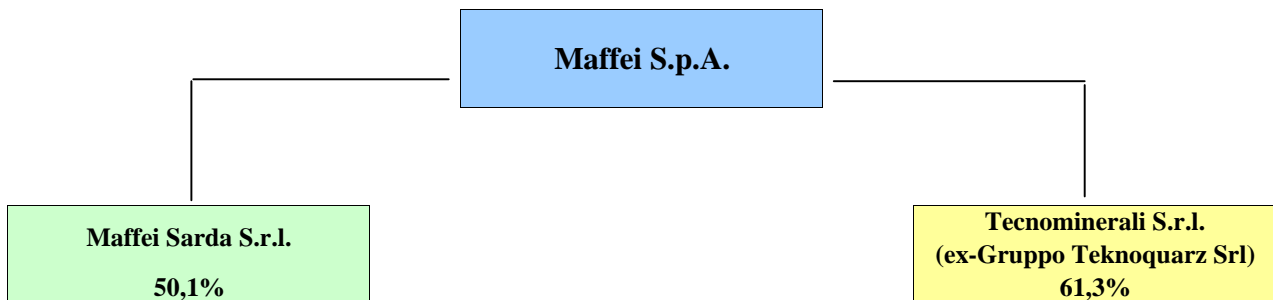 Maffei S.p.A.
Maffei Sarda S.r.l.
50,1%
Tecnominerali S.r.l.
(ex-Gruppo Teknoquarz Srl)
61,3%